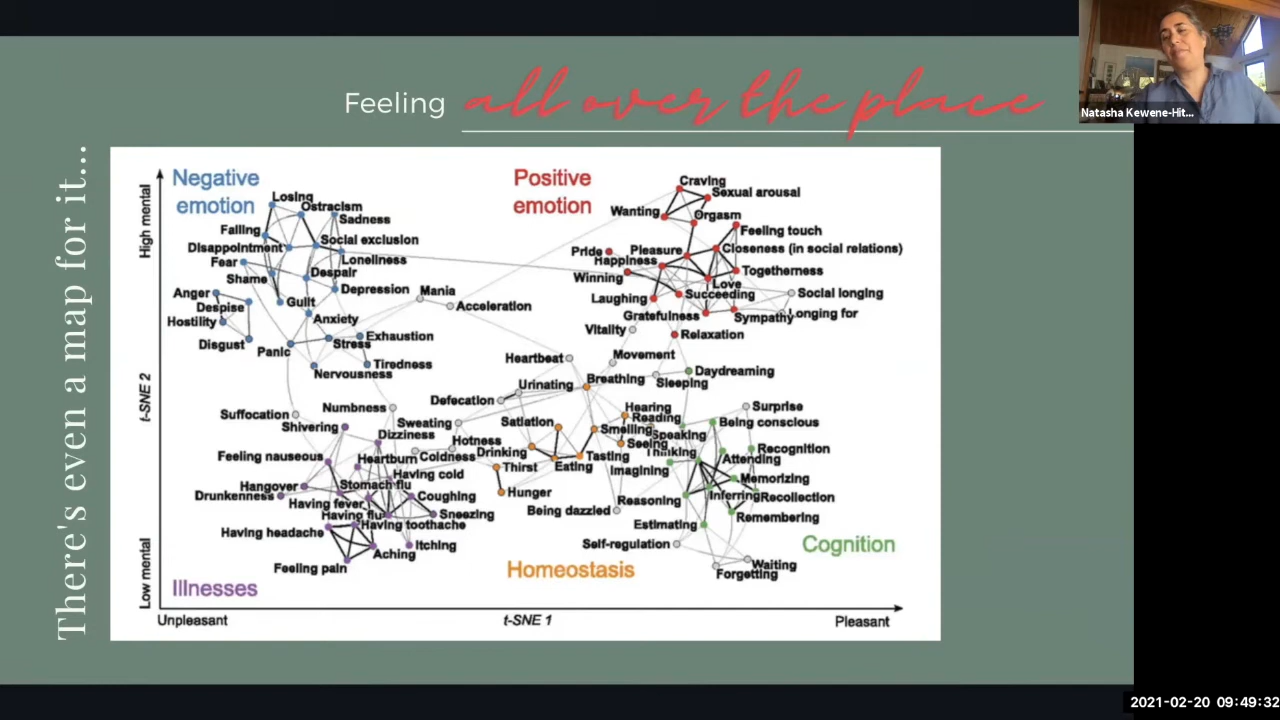 Feeling all over the place
Natasha Kewene-Hit...
There's even a map for it...
High mental
t-SNE 2
Low mental
Negative
emotion
Losing
Ostracism
Sadness
Failing
Social exclusion
Disappointment
Loneliness
Fear
Despair
Shame
Depression
Anger
Despise
Guilt
Hostility
Anxiety
Disgust
Stress
Exhaustion
Panic
Tiredness
Nervousness
Mania
Acceleration
Positive
emotion
Craving
Sexual arousal
Wanting
Orgasm
Feeling touch
Pride
Pleasure
Closeness (in social relations)
Happiness
Winning
Togetherness
Love
Laughing
Succeeding
Social longing
Gratefulness
Sympathy
Longing for
Vitality
Relaxation
Heartbeat
Movement
Breathing
Sleeping
Daydreaming
Urinating
Defecation
Suffocation
Numbness
Shivering
Sweating
Satiation
Hearing
Reading
Surprise
Dizziness
Smelling
Speaking
Being conscious
Hotness
Seeing
Feeling nauseous
Heartburn
Coldness
Drinking
Tasting
Thinking
Attending
Recognition
Having cold
Thirst
Eating
Imagining
Hangover
Stomach flu
Memorizing
Drunkenness
Coughing
Hunger
Reasoning
Inferring
Recollection
Having fever
Having flu
Sneezing
Being dazzled
Remembering
Having headache
Having toothache
Estimating
Aching
Itching
Self-regulation
Feeling pain
Waiting
Forgetting
Illnesses
Homeostasis
Cognition
Unpleasant
t-SNE 1
Pleasant
2021-02-20 09:49:32